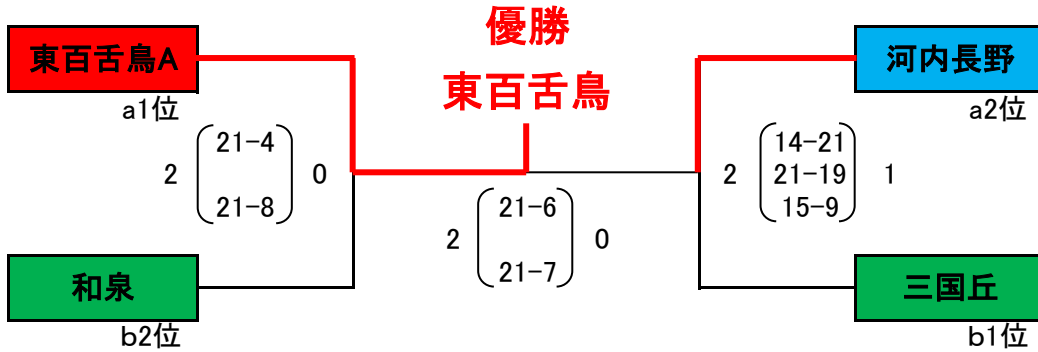 優勝
東百舌鳥
東百舌鳥A
a1位
2 21-4 0
21-8
和泉
b2位
2 21-6 0
21-7
河内長野
a2位
14-21
2 21-19 1
15-9
三国丘
b1位